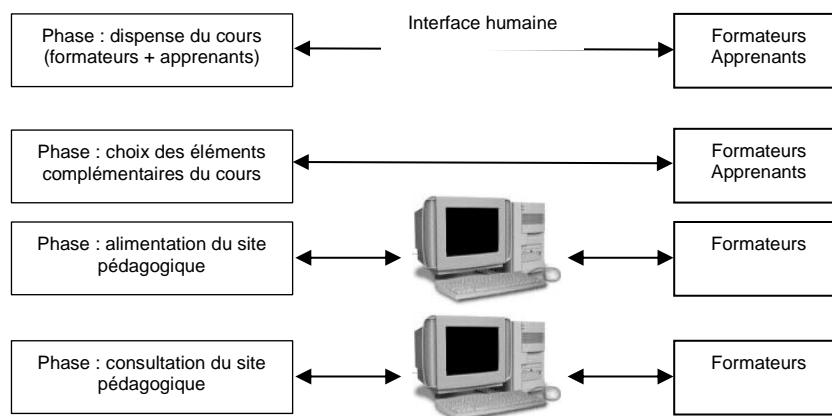 Phase : dispense du cours
(formateurs + apprenants)
Interface humaine
Formateurs
Apprenants
Phase : choix des éléments
complémentaires du cours
Formateurs
Apprenants
Phase : alimentation du site
pédagogique
Formateurs
Phase : consultation du site
pédagogique
Formateurs